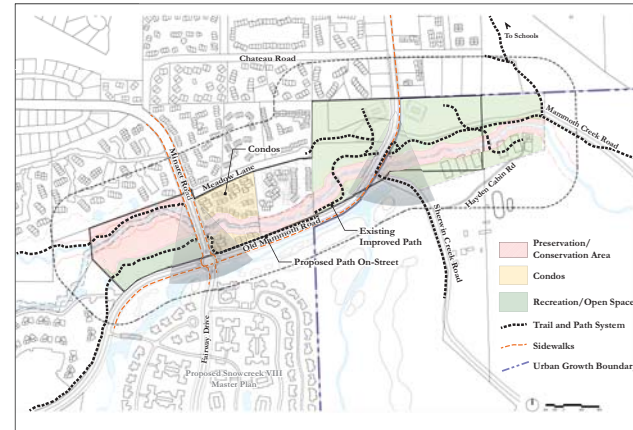 To Schools
Chateau Road
Mammoth Creek Road
Minaret Road
Condos
Meadow Lane
Hayden Cabin Rd
Old Mammoth Road
Existing
Improved Path
Sherwin Creek Road
Proposed Path On-Street
Fairway Drive
Proposed Snowcreek VIII
Master Plan
Preservation/
Conservation Area
Condos
Recreation/Open Space
Trail and Path System
Sidewalks
Urban Growth Boundary